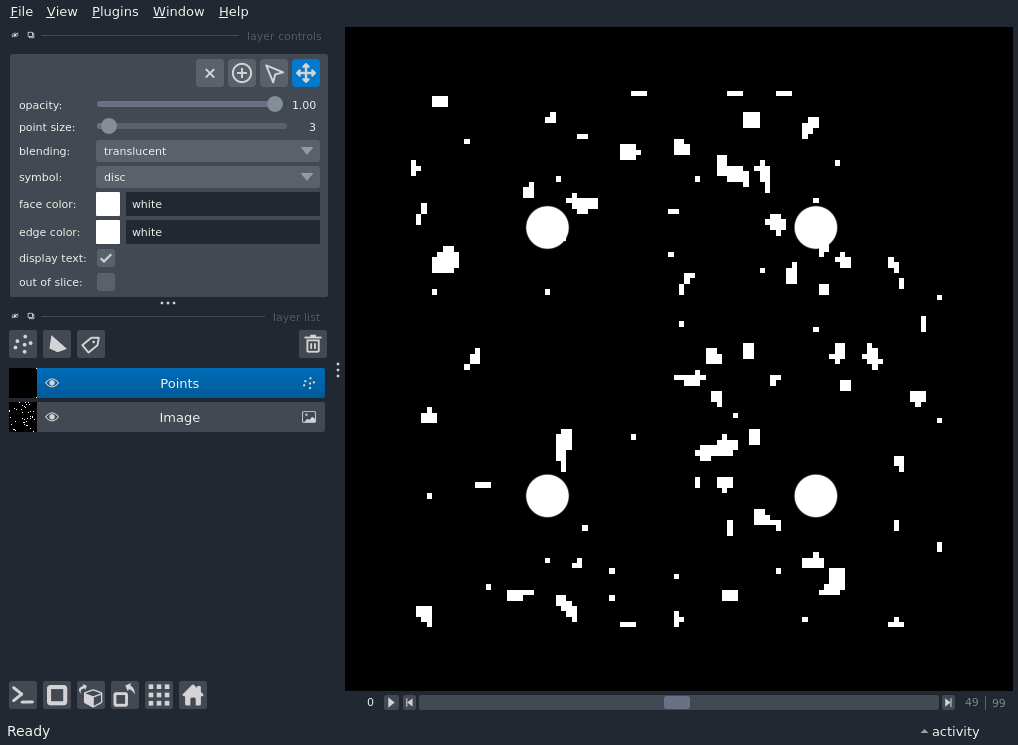 File View Plugins Window Help
layer controls
opacity: 1.00
point size: 3
blending: translucent
symbol: disc
face color: white
edge color: white
display text:
out of slice:
layer list
Points
Image
0 49 | 99
Ready activity